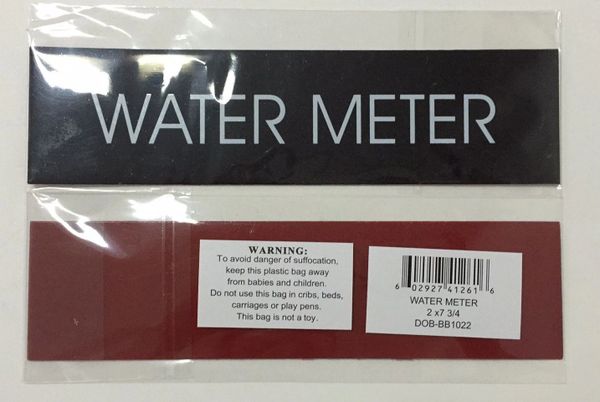 WATER METER
WARNING:
To avoid danger of suffocation,
keep this plastic bag away
from babies and children.
Do not use this bag in cribs, beds,
carriages or play pens.
This bag is not a toy.
6 02927 41261 6
WATER METER
2 x7 3/4
DOB-BB1022